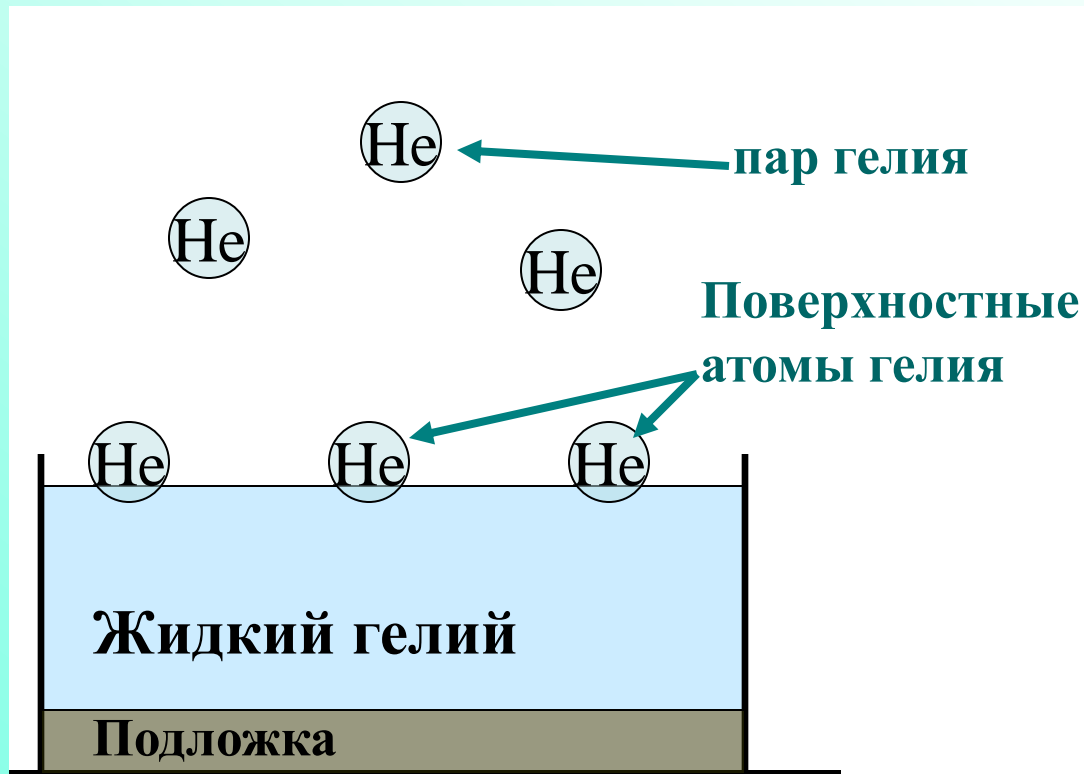 He
пар гелия
He
He
Поверхностные
атомы гелия
He
He
He
Жидкий гелий
Подложка